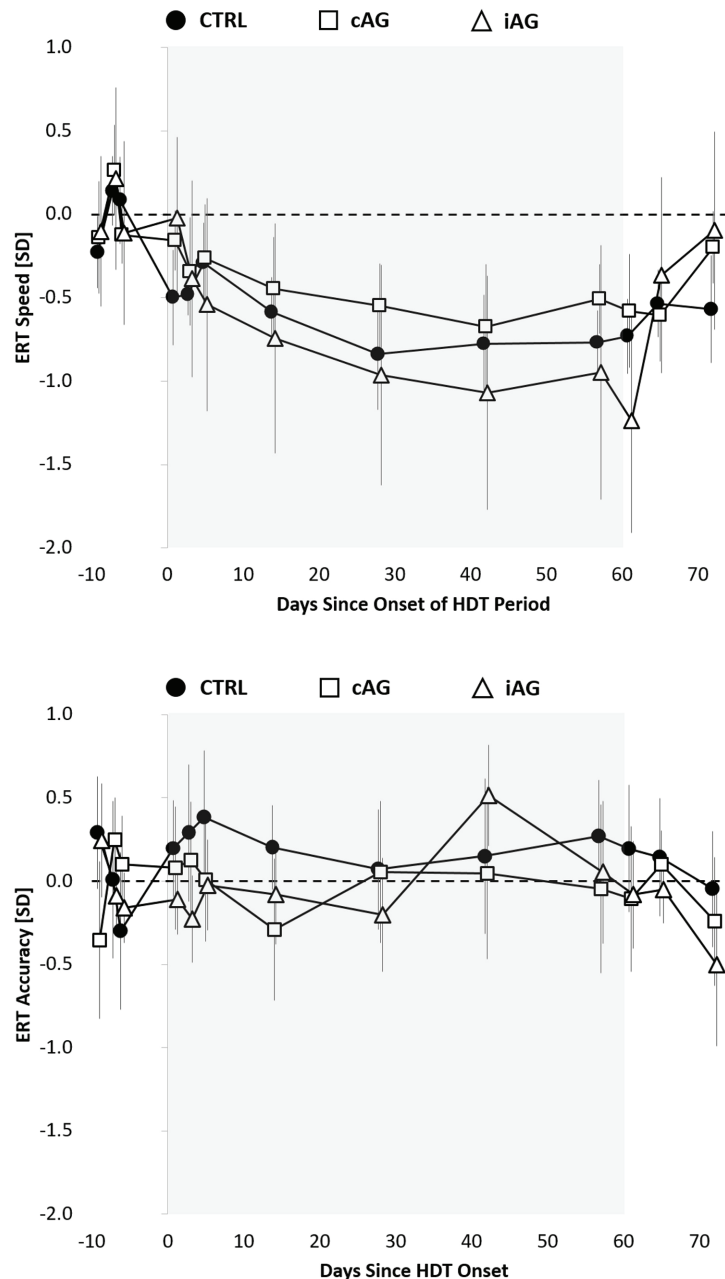 CTRL cAG iAG
1.0
0.5
0.0
-0.5
-1.0
-1.5
-2.0
ERT Speed [SD]
-10 0 10 20 30 40 50 60 70
Days Since Onset of HDT Period
CTRL cAG iAG
1.0
0.5
0.0
-0.5
-1.0
-1.5
-2.0
ERT Accuracy [SD]
-10 0 10 20 30 40 50 60 70
Days Since HDT Onset